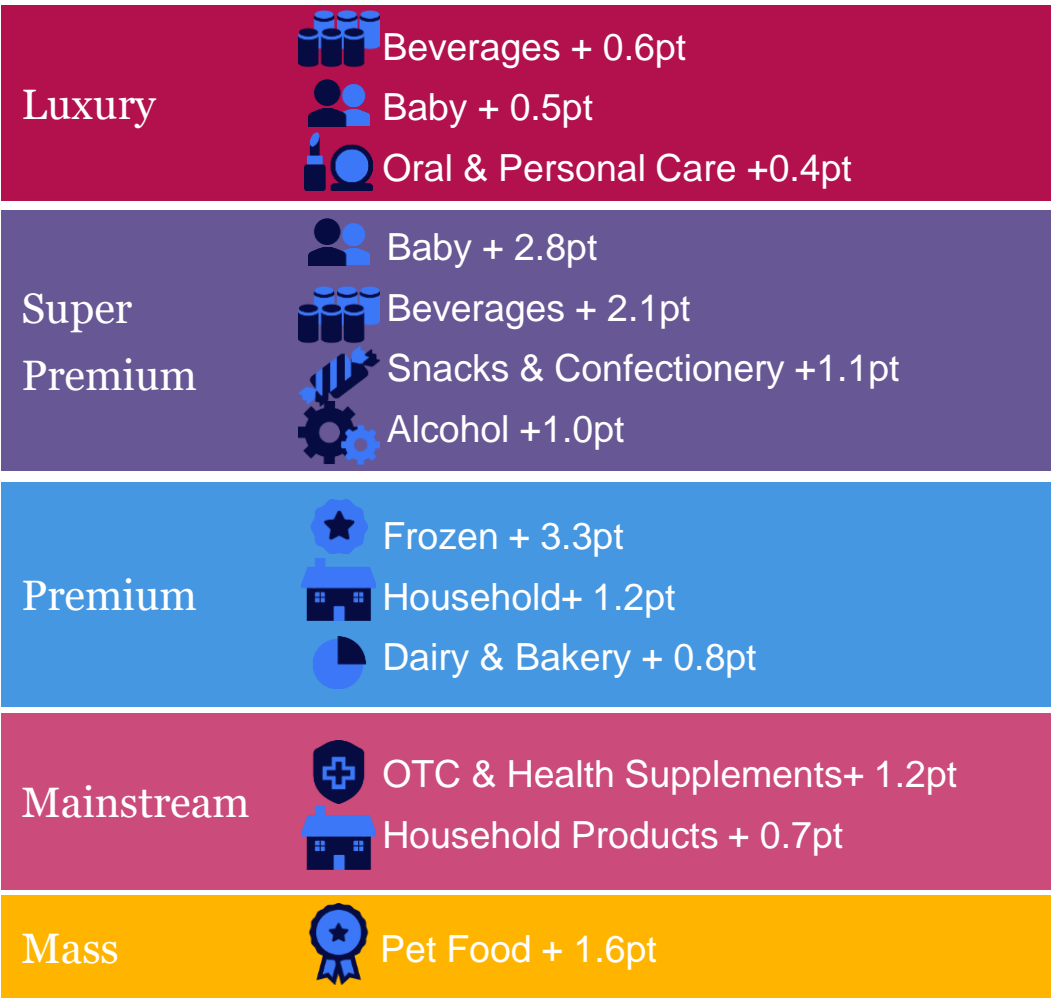 Luxury
Beverages + 0.6pt
Baby + 0.5pt
Oral & Personal Care +0.4pt
Super
Premium
Baby + 2.8pt
Beverages + 2.1pt
Snacks & Confectionery +1.1pt
Alcohol +1.0pt
Premium
Frozen + 3.3pt
Household+ 1.2pt
Dairy & Bakery + 0.8pt
Mainstream
OTC & Health Supplements+ 1.2pt
Household Products + 0.7pt
Mass
Pet Food + 1.6pt